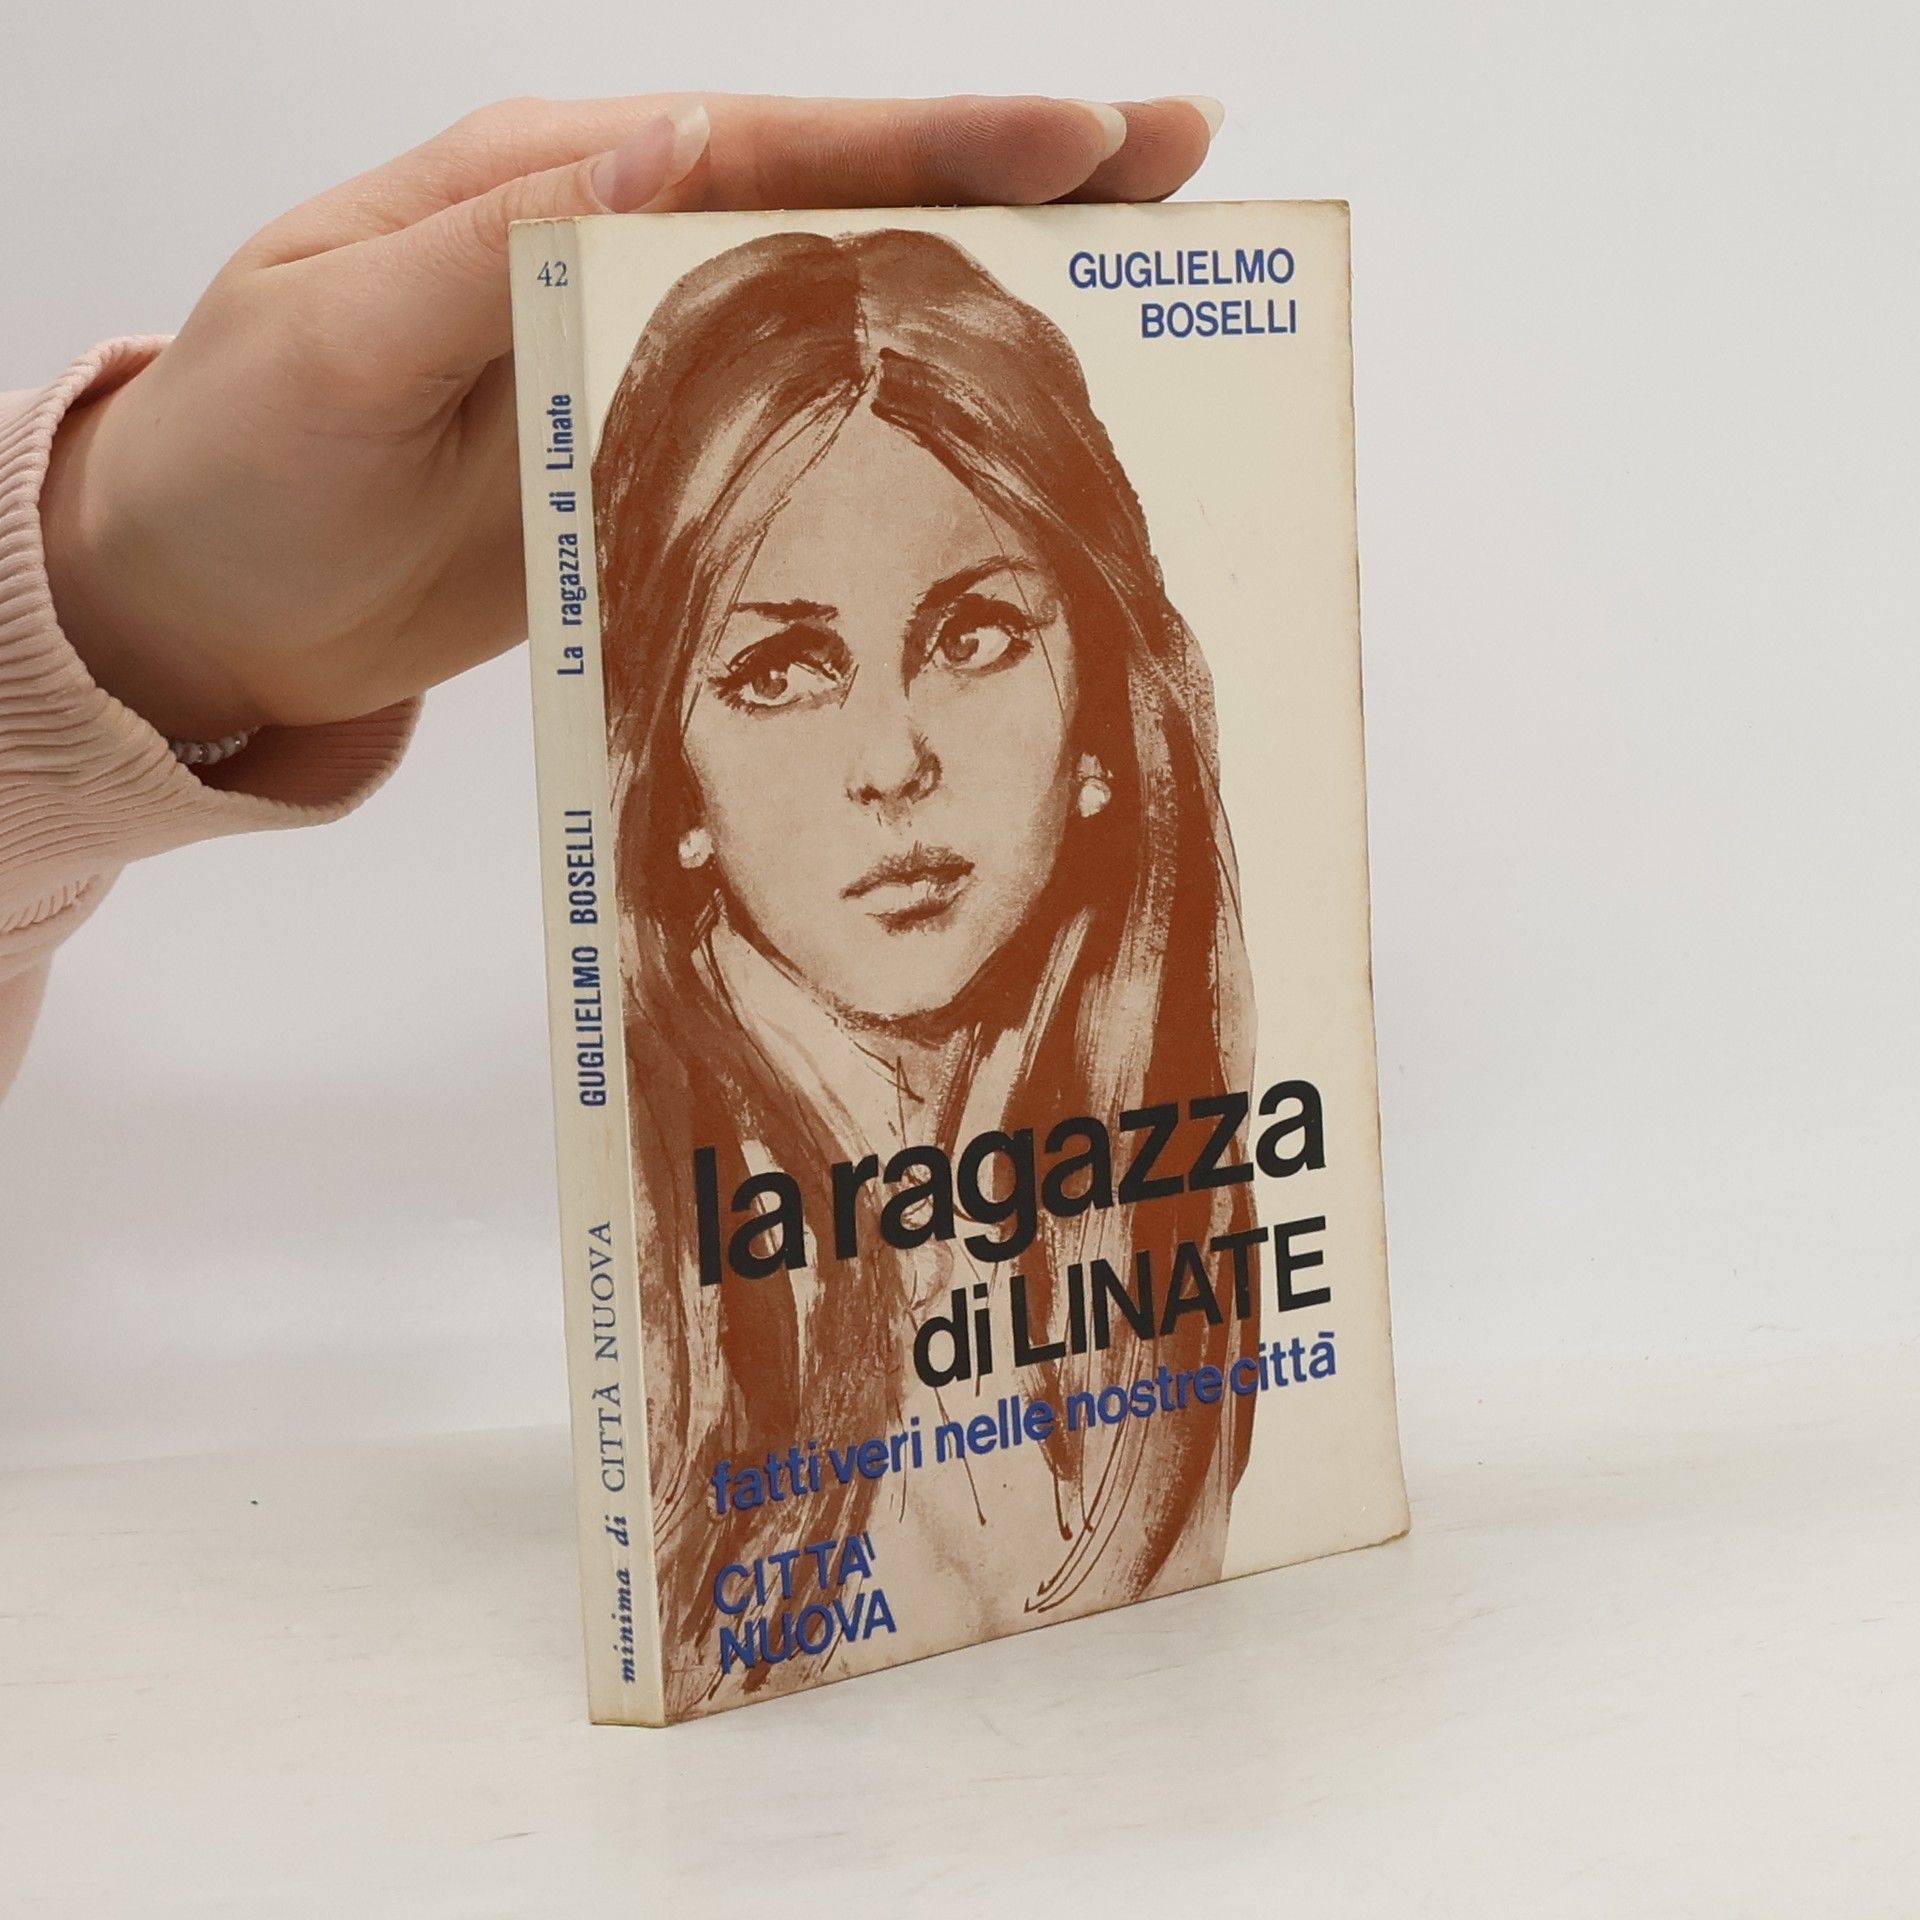 42
La ragazza di Linate
GUGLIELMO BOSELLI
minima di CITTÀ NUOVA
GUGLIELMO
BOSELLI
la ragazza
di LINATE
fatti veri nelle nostre città
CITTA'
NUOVA